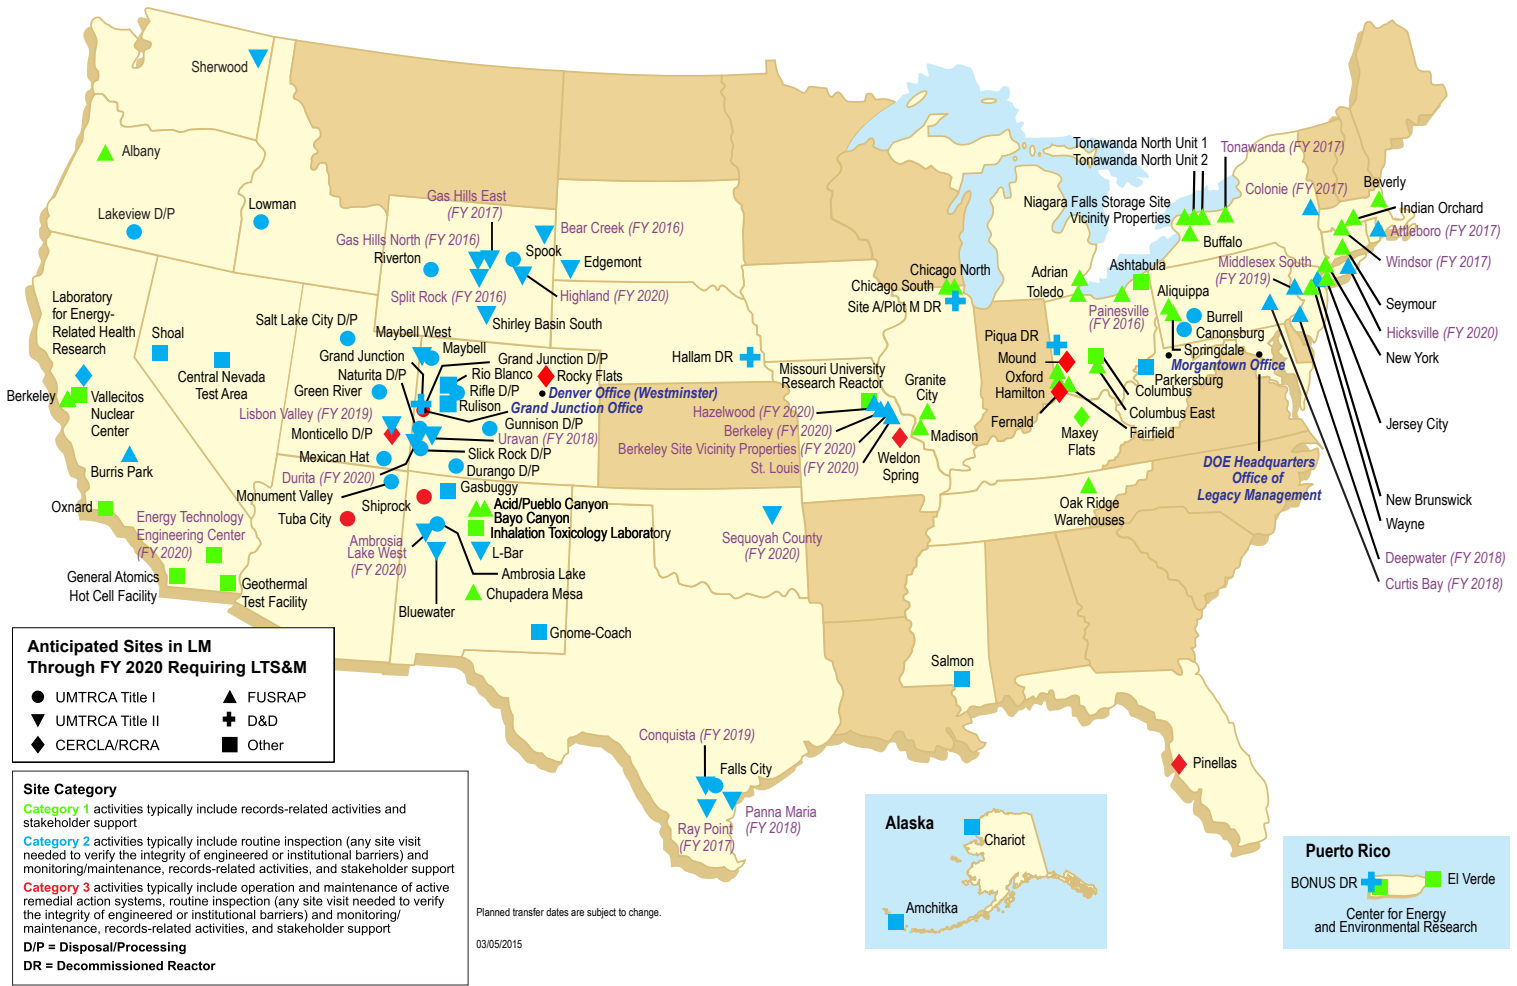 Sherwood
Albany
Lakeview D/P
Lowman
Gas Hills East
(FY 2017)
Gas Hills North (FY 2016)
Riverton
Bear Creek (FY 2016)
Spook
Edgemont
Split Rock (FY 2016)
Highland (FY 2020)
Shirley Basin South
Laboratory
for Energy-
Related Health
Research
Shoal
Salt Lake City D/P
Maybell West
Maybell
Grand Junction
Grand Junction D/P
Rio Blanco
Rocky Flats
Naturita D/P
Rifle D/P
Denver Office (Westminster)
Green River
Rulison
Grand Junction Office
Central Nevada
Test Area
Berkeley
Vallecitos
Nuclear
Center
Lisbon Valley (FY 2019)
Gunnison D/P
Uravan (FY 2018)
Monticello D/P
Slick Rock D/P
Mexican Hat
Durango D/P
Burris Park
Durita (FY 2020)
Gasbuggy
Monument Valley
Shiprock
Oxnard
Tuba City
Acid/Pueblo Canyon
Bayo Canyon
Inhalation Toxicology Laboratory
Energy Technology
Engineering Center
(FY 2020)
Ambrosia
Lake West
(FY 2020)
L-Bar
Ambrosia Lake
General Atomics
Hot Cell Facility
Geothermal
Test Facility
Bluewater
Chupadera Mesa
Gnome-Coach
Hallam DR
Sequoyah County
(FY 2020)
Conquista (FY 2019)
Falls City
Panna Maria
(FY 2018)
Ray Point
(FY 2017)
Chicago North
Chicago South
Site A/Plot M DR
Missouri University
Research Reactor
Granite
City
Hazelwood (FY 2020)
Berkeley (FY 2020)
Berkeley Site Vicinity Properties (FY 2020)
St. Louis (FY 2020)
Madison
Weldon
Spring
Salmon
Tonawanda North Unit 1
Tonawanda North Unit 2
Tonawanda (FY 2017)
Niagara Falls Storage Site
Vicinity Properties
Buffalo
Colonie (FY 2017)
Beverly
Indian Orchard
Attleboro (FY 2017)
Windsor (FY 2017)
Middlesex South
(FY 2019)
Seymour
Hicksville (FY 2020)
New York
Jersey City
New Brunswick
Wayne
Deepwater (FY 2018)
Curtis Bay (FY 2018)
Adrian
Toledo
Ashtabula
Painesville
(FY 2016)
Aliquippa
Burrell
Canonsburg
Springdale
Morgantown Office
Parkersburg
Piqua DR
Mound
Oxford
Hamilton
Fernald
Columbus
Columbus East
Fairfield
Maxey
Flats
DOE Headquarters
Office of
Legacy Management
Oak Ridge
Warehouses
Pinellas
Anticipated Sites in LM
Through FY 2020 Requiring LTS&M
UMTRCA Title I
FUSRAP
UMTRCA Title II
D&D
CERCLA/RCRA
Other
Site Category
Category 1 activities typically include records-related activities and
stakeholder support
Category 2 activities typically include routine inspection (any site visit
needed to verify the integrity of engineered or institutional barriers) and
monitoring/maintenance, records-related activities, and stakeholder support
Category 3 activities typically include operation and maintenance of active
remedial action systems, routine inspection (any site visit needed to verify
the integrity of engineered or institutional barriers) and monitoring/
maintenance, records-related activities, and stakeholder support
D/P = Disposal/Processing
DR = Decommissioned Reactor
Planned transfer dates are subject to change.
03/05/2015
Alaska
Chariot
Amchitka
Puerto Rico
BONUS DR
El Verde
Center for Energy
and Environmental Research